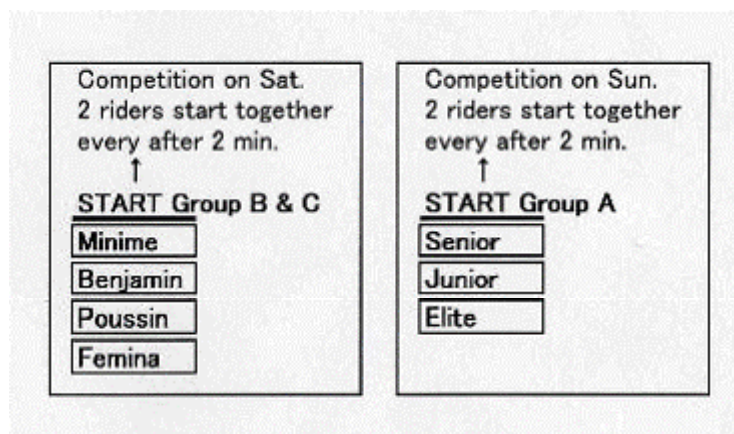 Competition on Sat.
2 riders start together
every after 2 min.
↑
START Group B & C
Minime
Benjamin
Poussin
Femina
Competition on Sun.
2 riders start together
every after 2 min.
↑
START Group A
Senior
Junior
Elite